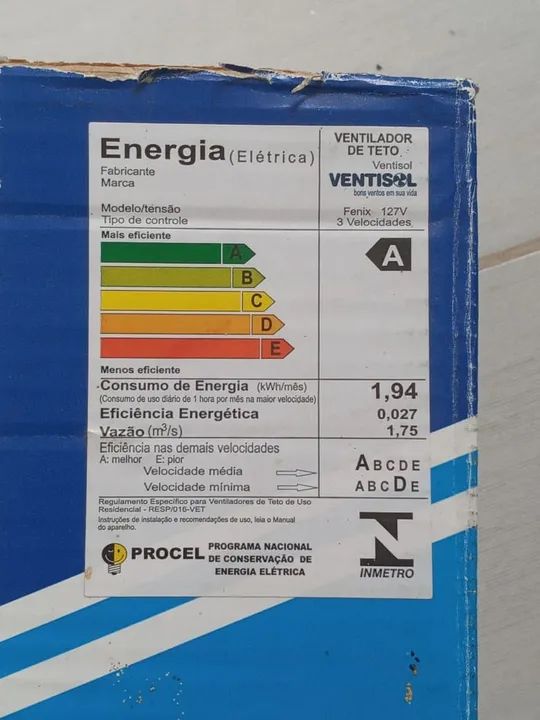 Energia (Elétrica)
Fabricante
Marca
VENTILADOR
DE TETO
Ventisol
VENTISOL
bons ventos em sua vida
Modelo/tensão
Tipo de controle
Fenix 127V
3 Velocidades
Mais eficiente
A
B
C
D
E
A
Menos eficiente
Consumo de Energia (kWh/mês) 1,94
(Consumo de uso diário de 1 hora por mês na maior velocidade)
Eficiência Energética 0,027
Vazão (m³/s) 1,75
Eficiência nas demais velocidades
A: melhor E: pior
Velocidade média A B C D E
Velocidade mínima A B C D E
Regulamento Específico para Ventiladores de Teto de Uso
Residencial - RESP/016-VET
Instruções de instalação e recomendações de uso, leia o Manual
do aparelho.
PROCEL
PROGRAMA NACIONAL
DE CONSERVAÇÃO DE
ENERGIA ELÉTRICA
INMETRO